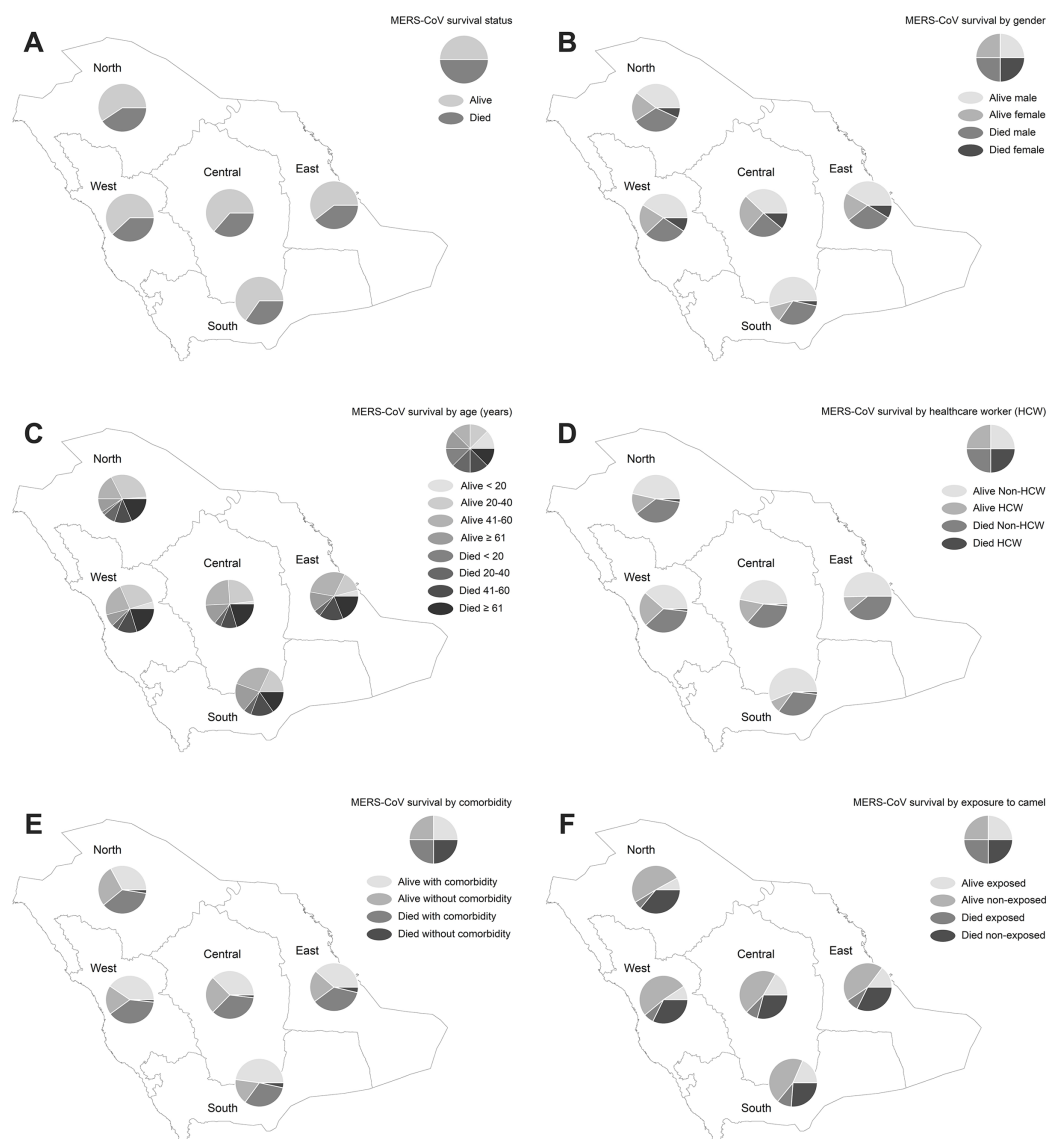 A
MERS-CoV survival status
Alive
Died
North
West
Central
East
South
B
MERS-CoV survival by gender
Alive male
Alive female
Died male
Died female
North
West
Central
East
South
C
MERS-CoV survival by age (years)
Alive < 20
Alive 20-40
Alive 41-60
Alive ≥ 61
Died < 20
Died 20-40
Died 41-60
Died ≥ 61
North
West
Central
East
South
D
MERS-CoV survival by healthcare worker (HCW)
Alive Non-HCW
Alive HCW
Died Non-HCW
Died HCW
North
West
Central
East
South
E
MERS-CoV survival by comorbidity
Alive with comorbidity
Alive without comorbidity
Died with comorbidity
Died without comorbidity
North
West
Central
East
South
F
MERS-CoV survival by exposure to camel
Alive exposed
Alive non-exposed
Died exposed
Died non-exposed
North
West
Central
East
South